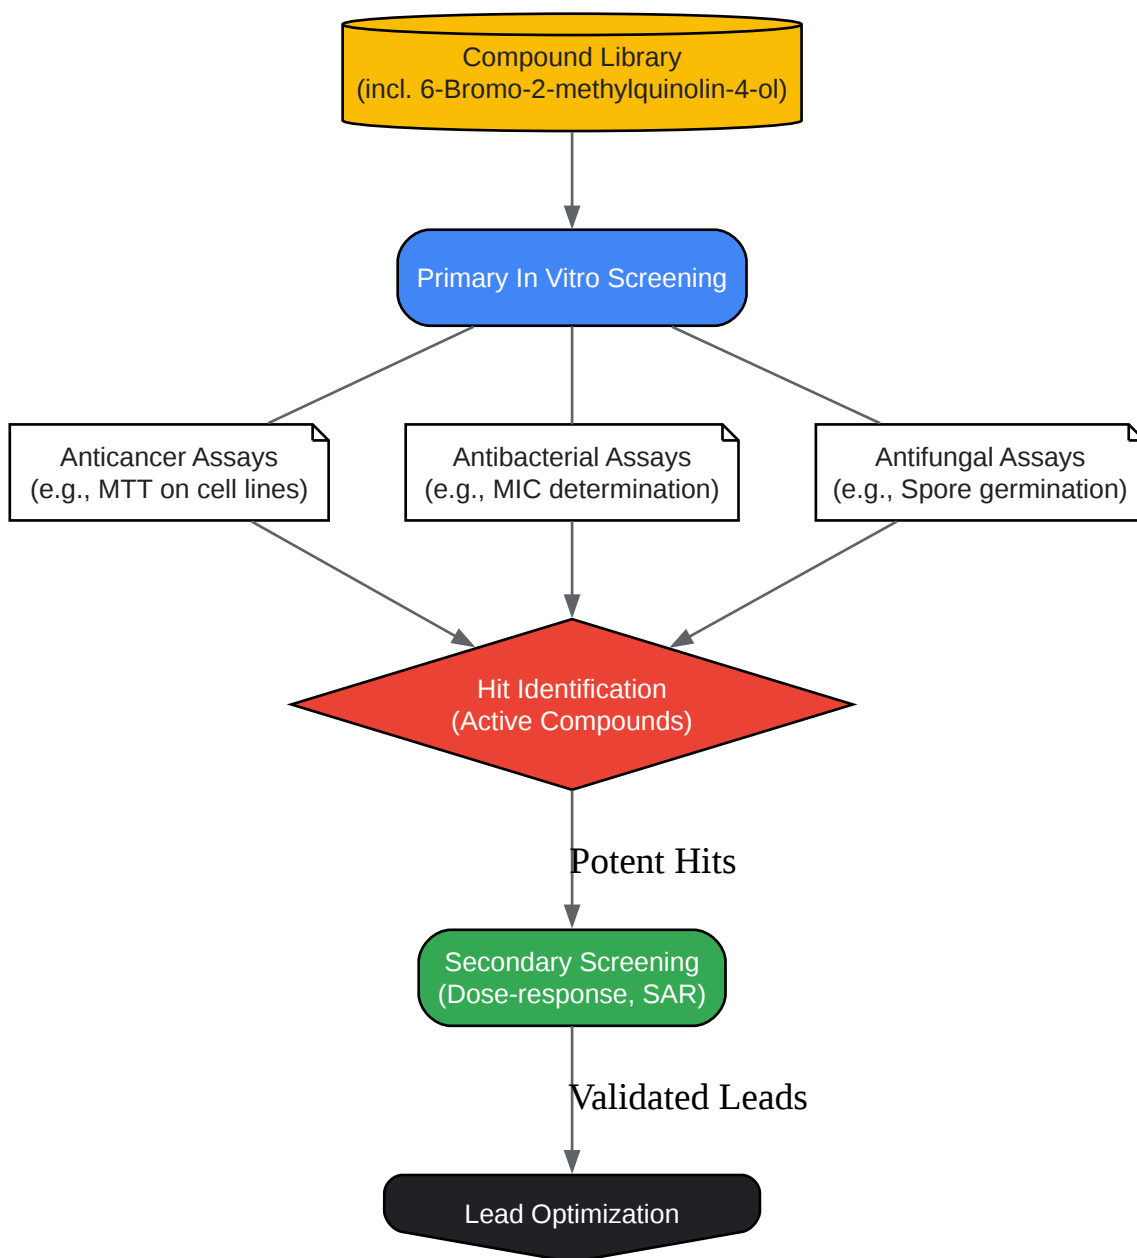 Compound Library
(incl. 6-Bromo-2-methylquinolin-4-ol)
Primary In Vitro Screening
Anticancer Assays
(e.g., MTT on cell lines)
Antibacterial Assays
(e.g., MIC determination)
Antifungal Assays
(e.g., Spore germination)
Hit Identification
(Active Compounds)
Potent Hits
Secondary Screening
(Dose-response, SAR)
Validated Leads
Lead Optimization